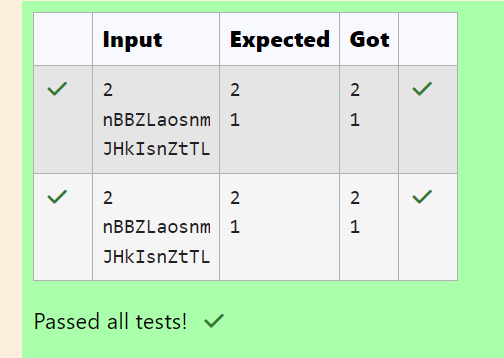 Input Expected Got
2 2 2
nBBZLaosnm 1 1
JHkIsnZtTL
2 2 2
nBBZLaosnm 1 1
JHkIsnZtTL
Passed all tests!